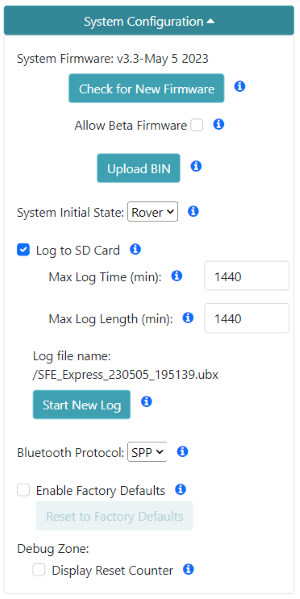 System Configuration
System Firmware: v3.3-May 5 2023
Check for New Firmware
Allow Beta Firmware
Upload BIN
System Initial State: Rover
Log to SD Card
Max Log Time (min): 1440
Max Log Length (min): 1440
Log file name:
/SFE_Express_230505_195139.ubx
Start New Log
Bluetooth Protocol: SPP
Enable Factory Defaults
Reset to Factory Defaults
Debug Zone:
Display Reset Counter